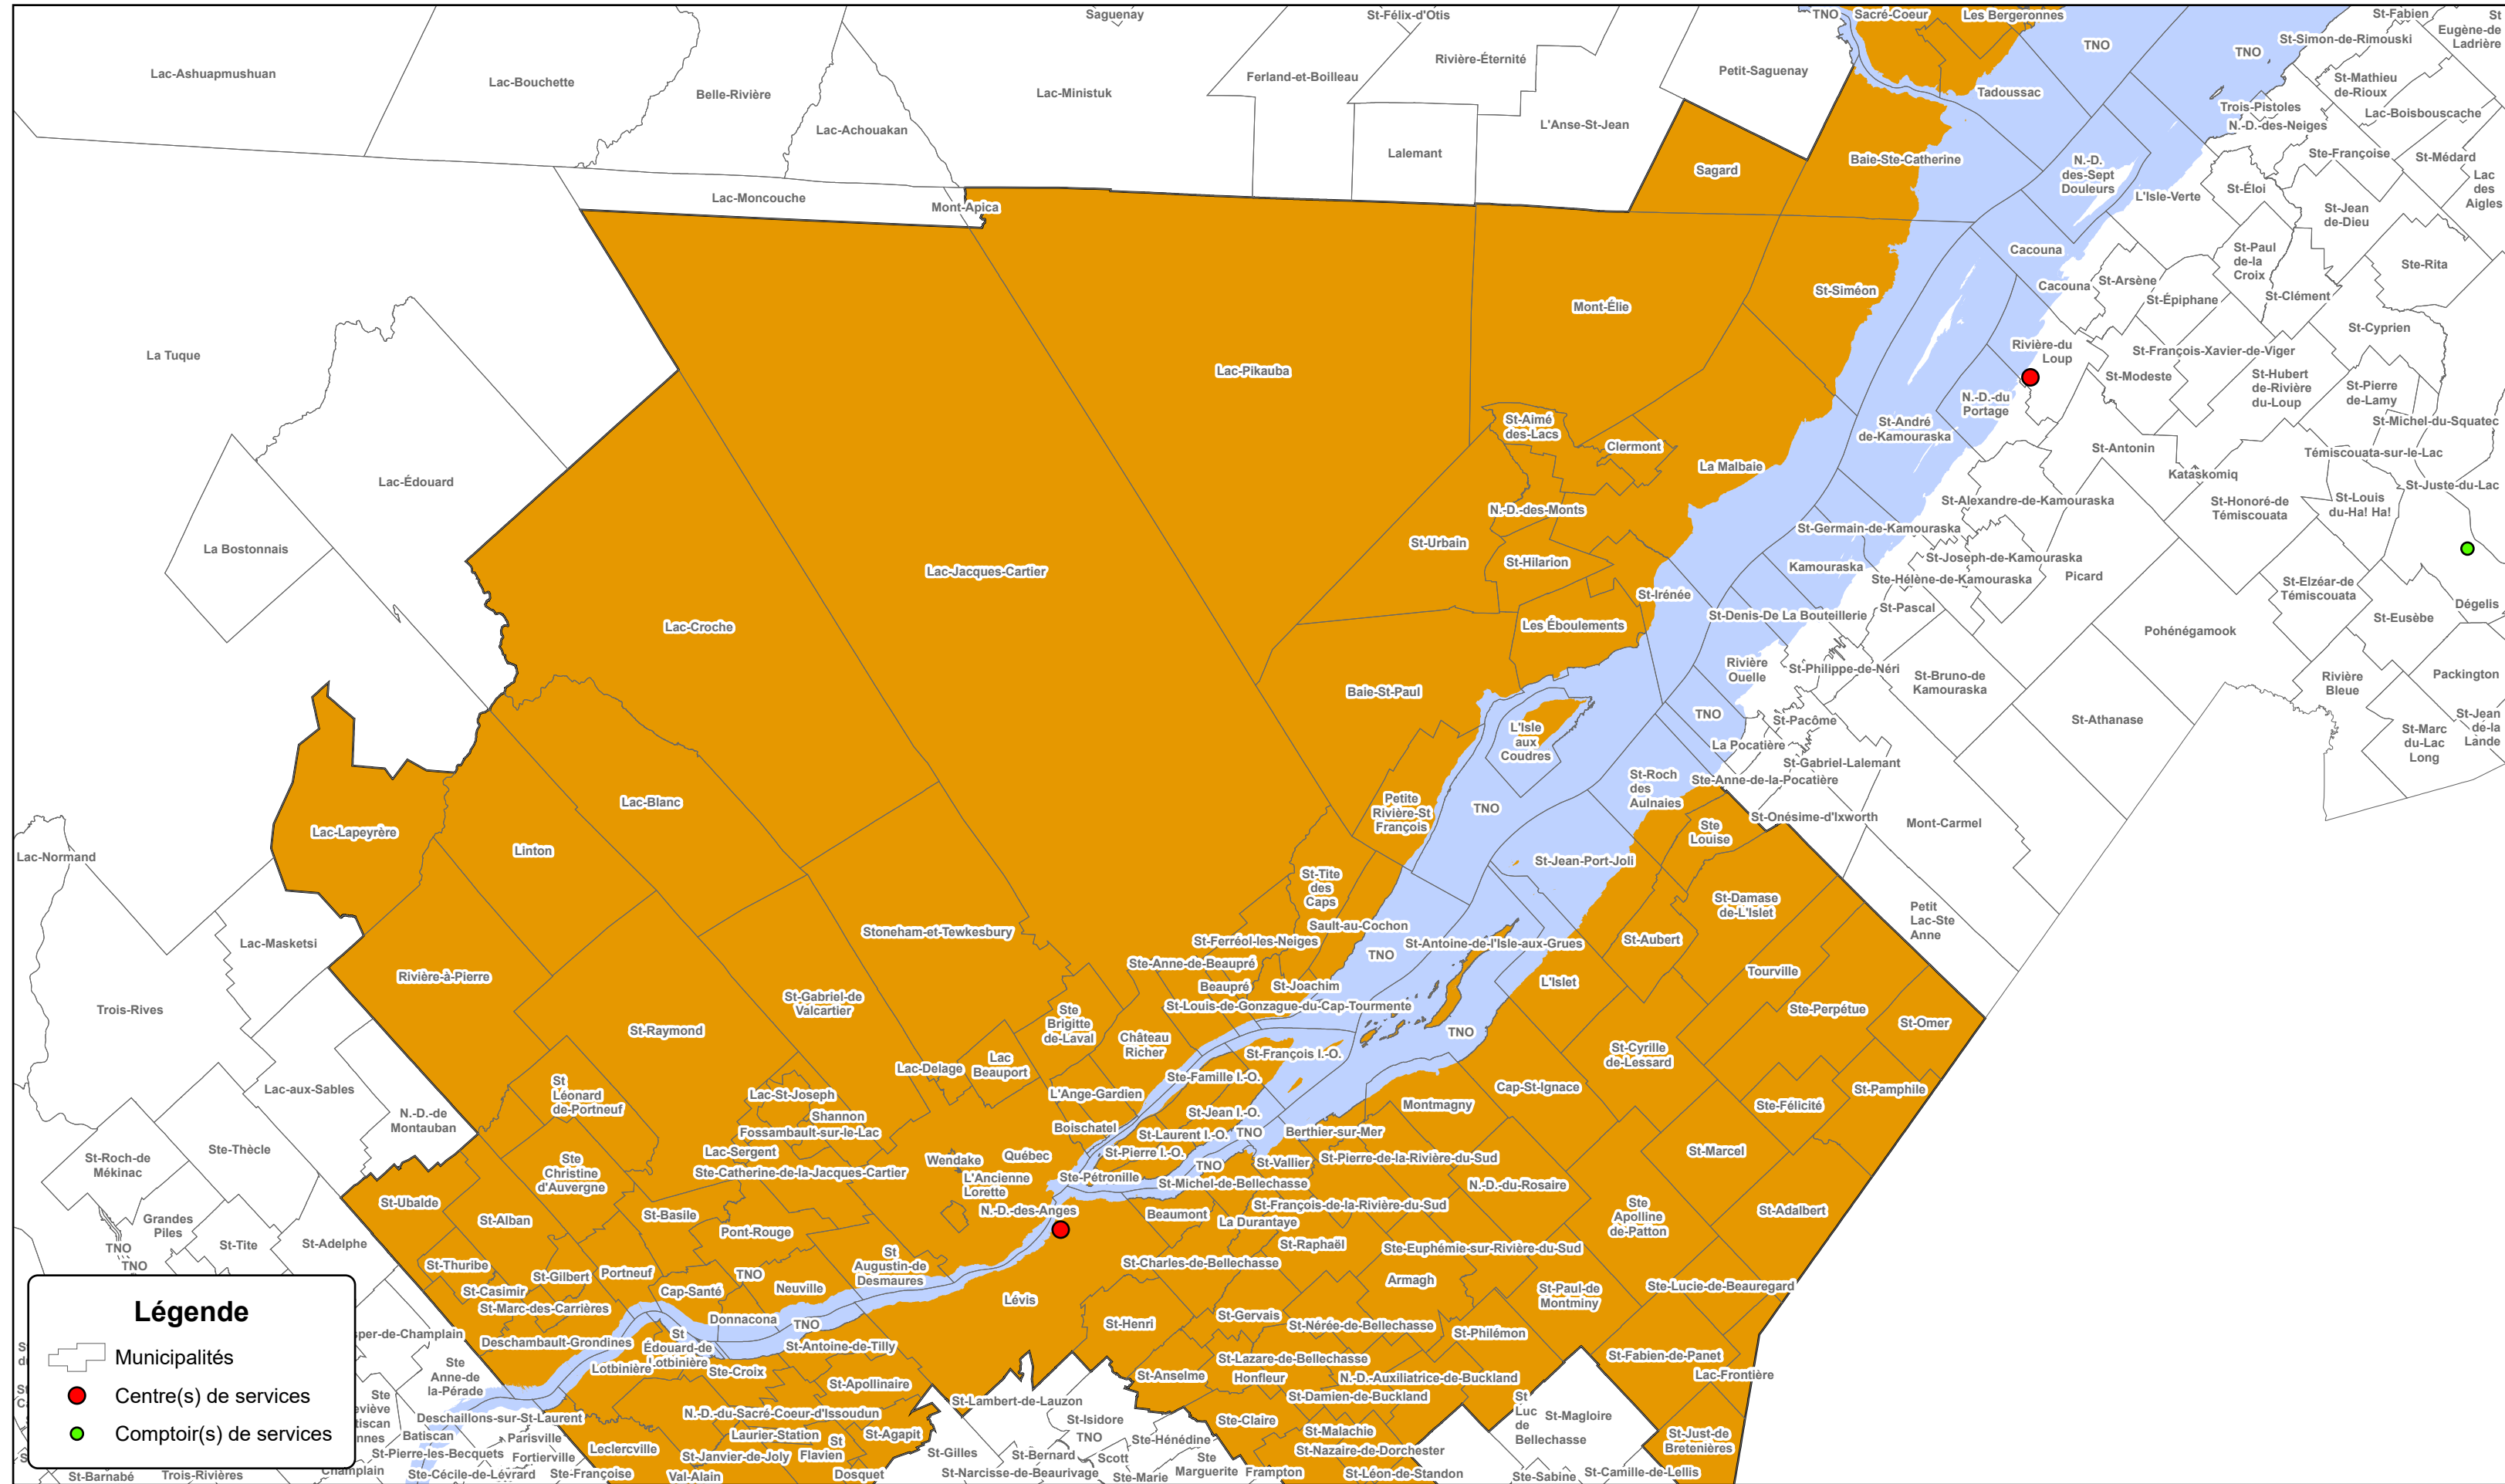 Saguenay
St-Félix-d'Otis
TNO
Sacré-Coeur
Les Bergeronnes
St-Fabien
St
Eugène-de
Ladrière
Lac-Ashuapmushuan
Lac-Bouchette
Belle-Rivière
Lac-Ministuk
Ferland-et-Boilleau
Rivière-Éternité
Petit-Saguenay
TNO
TNO
St-Simon-de-Rimouski
St-Mathieu
de-Rioux
Tadoussac
Trois-Pistoles
Lac-Boisbouscache
N.-D.-des-Neiges
Lac-Achouakan
L'Anse-St-Jean
Lalemant
Baie-Ste-Catherine
Sagard
N.-D.
des-Sept
Douleurs
Ste-Françoise
St-Médard
Lac
des
Aigles
St-Éloi
L'Isle-Verte
Lac-Moncouche
Mont-Apica
St-Jean
de-Dieu
Cacouna
St-Paul
de-la
Croix
Ste-Rita
Cacouna
St-Arsène
St-Épiphane
St-Clément
St-Siméon
Mont-Élie
St-Cyprien
La Tuque
Rivière-du
Loup
St-François-Xavier-de-Viger
Lac-Pikauba
St-Modeste
St-Hubert
de-Rivière
du-Loup
St-Pierre
de-Lamy
N.-D.-du
Portage
St-Aimé
des-Lacs
Clermont
St-André
de-Kamouraska
St-Michel-du-Squatec
La Malbaie
St-Antonin
Témiscouata-sur-le-Lac
Kataskomiq
St-Juste-du-Lac
Lac-Édouard
St-Alexandre-de-Kamouraska
St-Honoré-de
Témiscouata
St-Louis
du-Ha! Ha!
N.-D.-des-Monts
St-Germain-de-Kamouraska
La Bostonnais
St-Urbain
St-Hilarion
St-Joseph-de-Kamouraska
Kamouraska
Ste-Hélène-de-Kamouraska
Picard
Lac-Jacques-Cartier
St-Irénée
St-Elzéar-de
Témiscouata
St-Denis-De La Bouteillerie
St-Pascal
Dégelis
St-Eusèbe
Lac-Croche
Les Éboulements
Pohénégamook
Rivière
Ouelle
St-Philippe-de-Néri
St-Bruno-de
Kamouraska
Rivière
Bleue
Packington
Baie-St-Paul
TNO
St-Pacôme
St-Athanase
St-Jean
de-la
Lande
St-Marc
du-Lac
Long
L'Isle
aux
Coudres
La Pocatière
St-Gabriel-Lalemant
St-Roch
des
Aulnaies
Ste-Anne-de-la-Pocatière
Lac-Blanc
Petite
Rivière-St
François
TNO
St-Onésime-d'Ixworth
Mont-Carmel
Lac-Lapeyrère
Ste
Louise
Linton
Lac-Normand
St-Jean-Port-Joli
St-Tite
des
Caps
St-Damase
de-L'Islet
Petit
Lac-Ste
Anne
Stoneham-et-Tewkesbury
Sault-au-Cochon
St-Ferréol-les-Neiges
St-Antoine-de-l'Isle-aux-Grues
St-Aubert
Lac-Masketsi
TNO
Ste-Anne-de-Beaupré
Tourville
Rivière-à-Pierre
L'Islet
Beaupré
St-Joachim
Trois-Rives
St-Gabriel-de
Valcartier
St-Louis-de-Gonzague-du-Cap-Tourmente
Ste-Perpétue
St-Omer
St-Raymond
Ste
Brigitte
de-Laval
Château
Richer
TNO
St-François I.-O.
St-Cyrille
de-Lessard
Lac-Delage
Lac
Beauport
Ste-Famille I.-O.
Cap-St-Ignace
Lac-aux-Sables
St
Léonard
de-Portneuf
Lac-St-Joseph
L'Ange-Gardien
St-Pamphile
Ste-Félicité
Montmagny
N.-D.-de
Montauban
Shannon
St-Jean I.-O.
Fossambault-sur-le-Lac
Boischatel
St-Laurent I.-O.
TNO
Berthier-sur-Mer
Ste-Thècle
St-Roch-de
Mékinac
Lac-Sergent
St-Pierre I.-O.
St-Marcel
Ste
Christine
d'Auvergne
Ste-Catherine-de-la-Jacques-Cartier
Wendake
Québec
TNO
St-Vallier
St-Pierre-de-la-Rivière-du-Sud
L'Ancienne
Lorette
Ste-Pétronille
St-Michel-de-Bellechasse
N.-D.-du-Rosaire
St-Ubalde
St-Alban
St-Basile
N.-D.-des-Anges
Beaumont
St-François-de-la-Rivière-du-Sud
La Durantaye
Ste
Apolline
de-Patton
St-Adalbert
Grandes
Piles
Pont-Rouge
St-Tite
St-Adelphe
TNO
TNO
St-Raphaël
Ste-Euphémie-sur-Rivière-du-Sud
St-Thuribe
St-Gilbert
Portneuf
TNO
St
Augustin-de
Desmaures
St-Charles-de-Bellechasse
Armagh
Ste-Lucie-de-Beauregard
St-Casimir
Cap-Santé
Neuville
Lévis
St-Paul-de
Montminy
St-Marc-des-Carrières
Donnacona
TNO
St-Henri
St-Gervais
St-Nérée-de-Bellechasse
St-Philémon
Légende
Municipalités
Centre(s) de services
Comptoir(s) de services
sper-de-Champlain
Deschambault-Grondines
St
Édouard-de
Lotbinière
St-Antoine-de-Tilly
Lotbinière
Ste-Croix
St-Lazare-de-Bellechasse
St-Fabien-de-Panet
Lac-Frontière
Ste
Anne-de
la-Pérade
St-Apollinaire
St-Anselme
Honfleur
N.-D.-Auxiliatrice-de-Buckland
St-Damien-de-Buckland
St-Lambert-de-Lauzon
Deschaillons-sur-St-Laurent
N.-D.-du-Sacré-Coeur-d'Issoudun
St-Isidore
TNO
Ste-Claire
St
Luc
de
Bellechasse
St-Magloire
Batiscan
Parisville
Laurier-Station
St-Agapit
Ste-Hénédine
St-Malachie
St-Just-de
Bretenières
St-Pierre-les-Becquets
Fortierville
Leclercville
St-Janvier-de-Joly
St
Flavien
St-Gilles
St-Bernard
Scott
St-Nazaire-de-Dorchester
Champlain
Ste-Cécile-de-Lévrard
Ste-Françoise
Val-Alain
Dosquet
St-Narcisse-de-Beaurivage
Ste-Marie
Ste
Marguerite
Frampton
St-Léon-de-Standon
Ste-Sabine
St-Camille-de-Lellis
St-Barnabé
Trois-Rivières